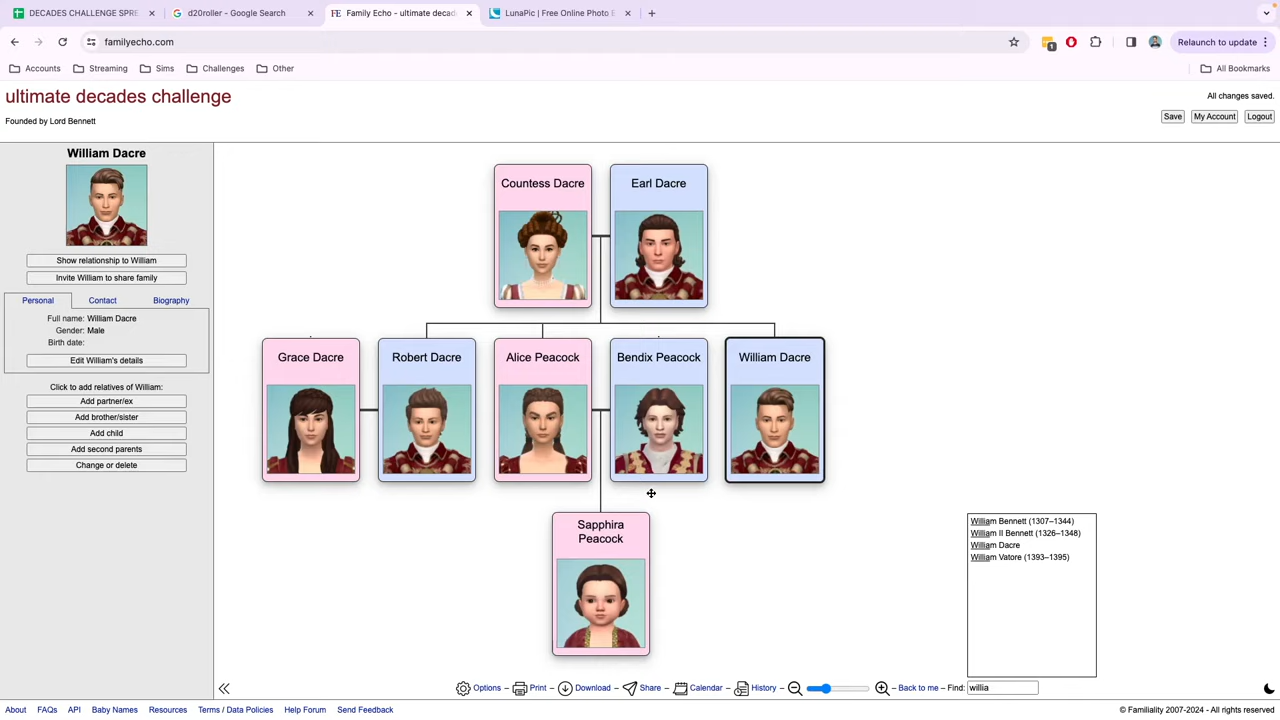 DECADES CHALLENGE SPRE
d20roller - Google Search
Family Echo - ultimate decade
LunaPic | Free Online Photo E
familyecho.com
1
Relaunch to update
Accounts
Streaming
Sims
Challenges
Other
All Bookmarks
ultimate decades challenge
All changes saved.
Founded by Lord Bennett
Save
My Account
Logout
William Dacre
Show relationship to William
Invite William to share family
Personal
Contact
Biography
Full name: William Dacre
Gender: Male
Birth date:
Edit William's details
Click to add relatives of William:
Add partner/ex
Add brother/sister
Add child
Add second parents
Change or delete
Countess Dacre
Earl Dacre
Grace Dacre
Robert Dacre
Alice Peacock
Bendix Peacock
William Dacre
Sapphira
Peacock
William Bennett (1307–1344)
William II Bennett (1326–1348)
William Dacre
William Vatore (1393–1395)
Options – Print – Download – Share – Calendar – History – – Back to me – Find: willia
About
FAQs
API
Baby Names
Resources
Terms / Data Policies
Help Forum
Send Feedback
© Familiality 2007-2024 - All rights reserved